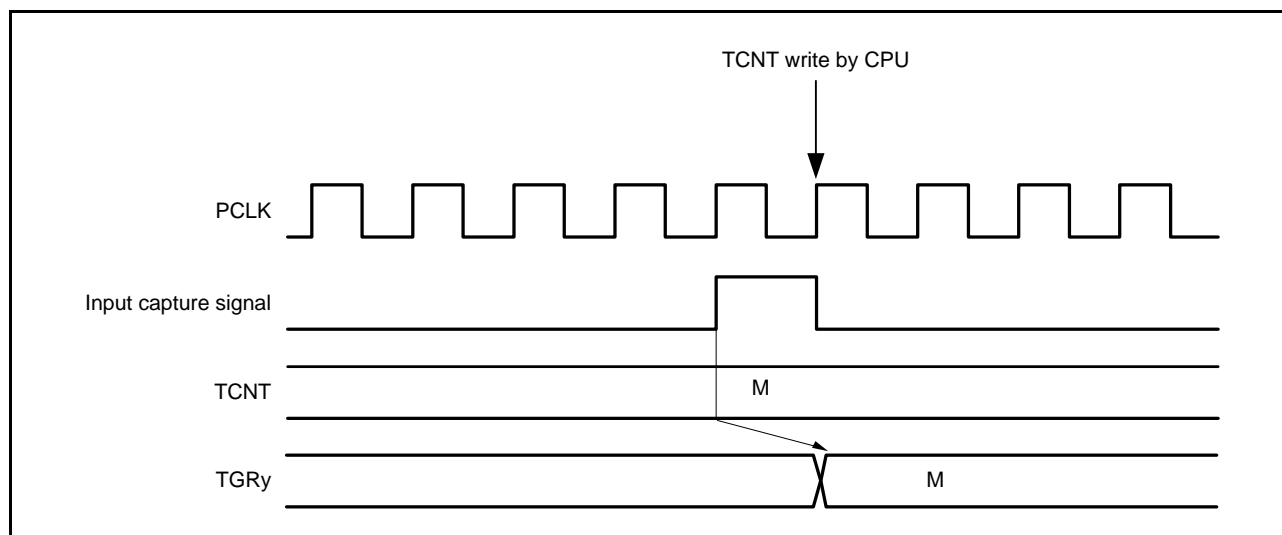 TCNT write by CPU
PCLK
Input capture signal
TCNT
M
TGRy
M